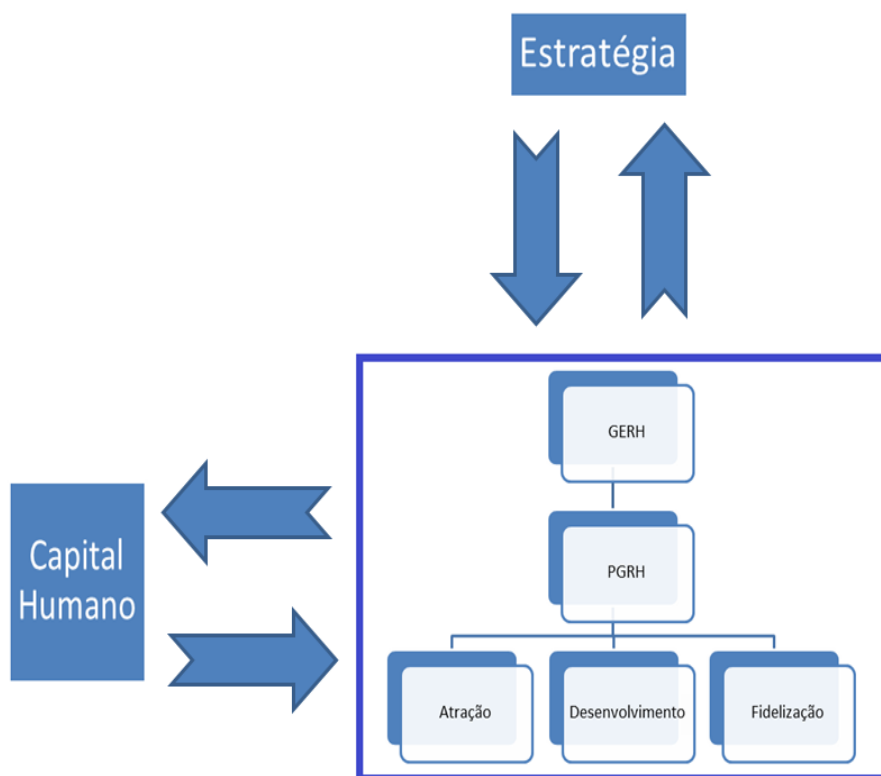 Estratégia
GERH
Capital
Humano
PGRH
Atração
Desenvolvimento
Fidelização